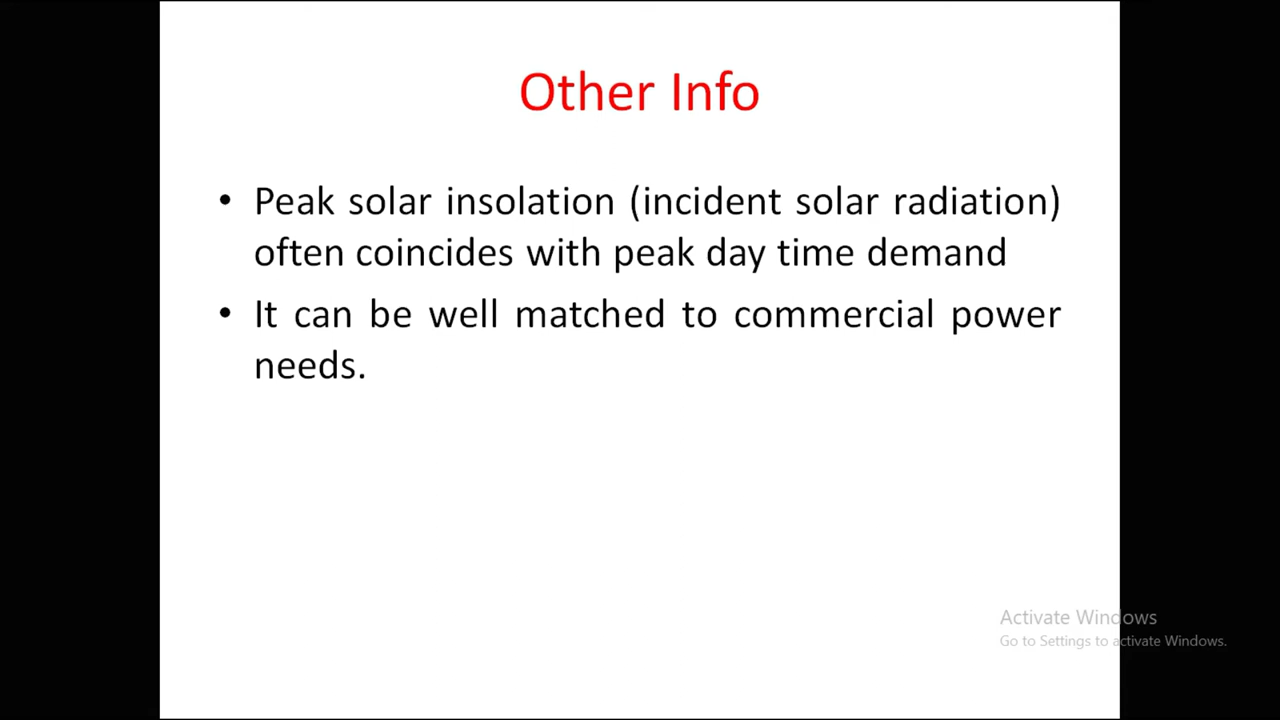 Other Info
• Peak solar insolation (incident solar radiation)
often coincides with peak day time demand
• It can be well matched to commercial power
needs.
Activate Windows
Go to Settings to activate Windows.